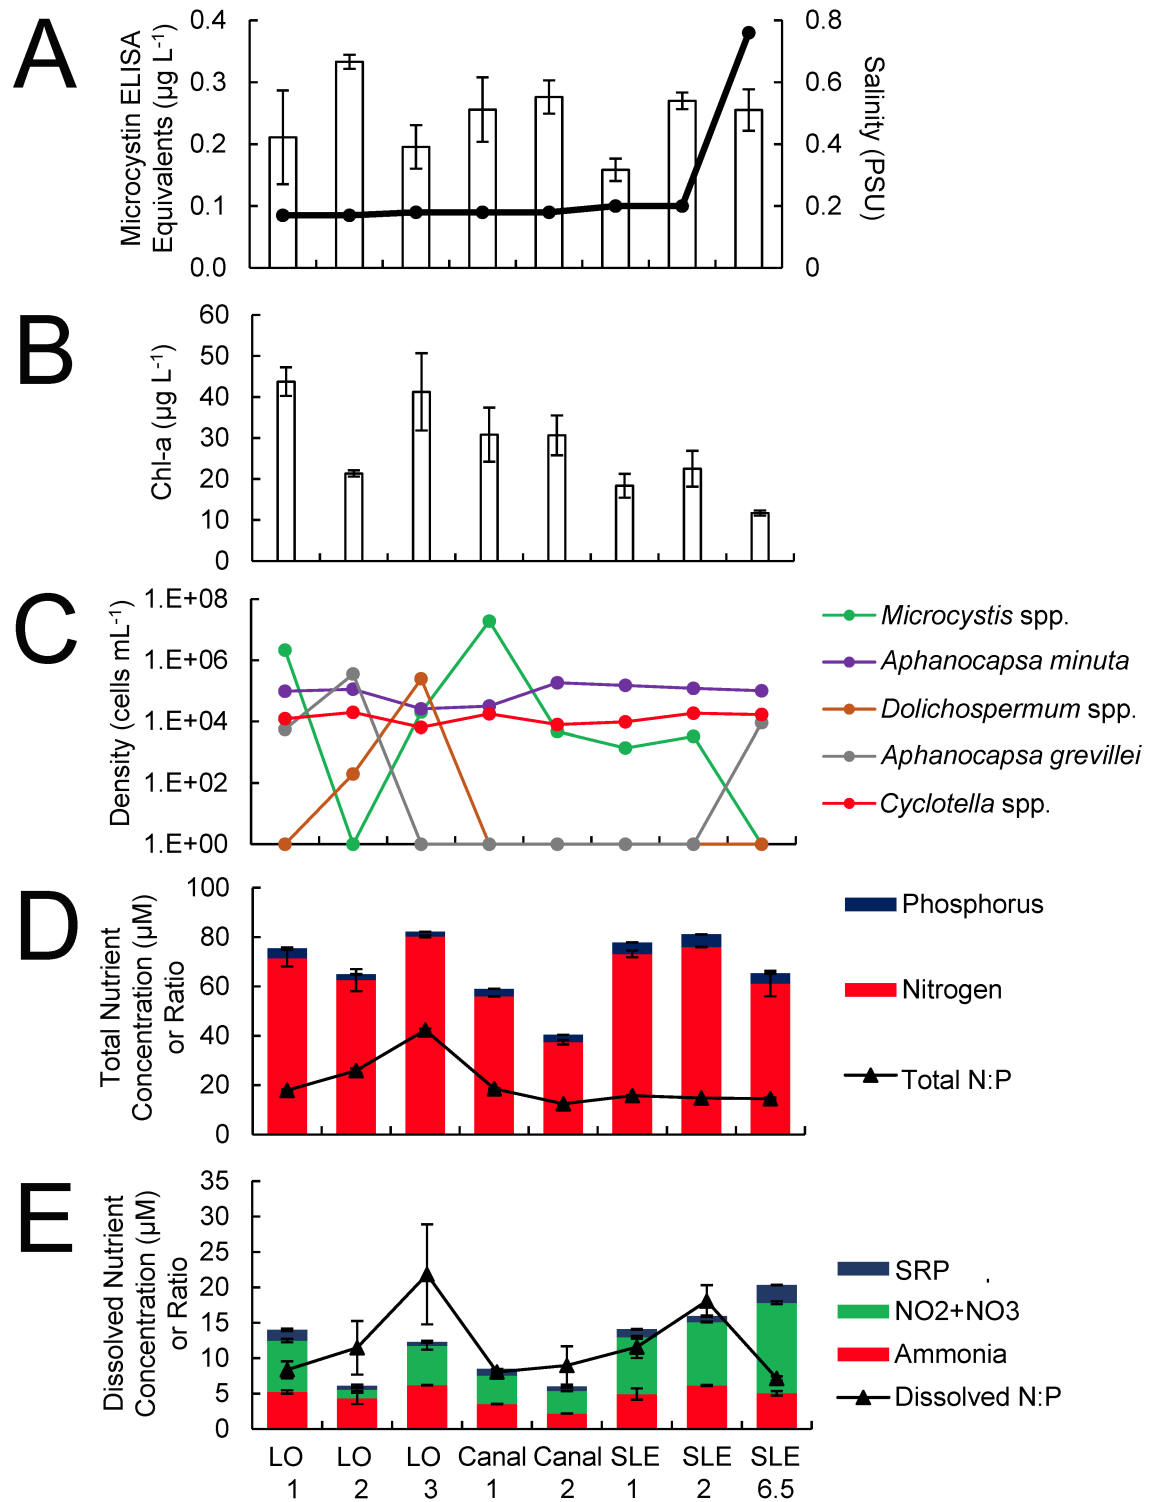 A
Microcystin ELISA
Equivalents (µg L-1)
0.4
0.3
0.2
0.1
0.0
0.8
0.6
0.4
0.2
0
Salinity (PSU)
B
Chl-a (µg L-1)
60
50
40
30
20
10
0
C
Density (cells mL-1)
1.E+08
1.E+06
1.E+04
1.E+02
1.E+00
Microcystis spp.
Aphanocapsa minuta
Dolichospermum spp.
Aphanocapsa grevillei
Cyclotella spp.
D
Total Nutrient
Concentration (µM)
or Ratio
100
80
60
40
20
0
Phosphorus
Nitrogen
Total N:P
E
Dissolved Nutrient
Concentration (µM)
or Ratio
35
30
25
20
15
10
5
0
SRP
NO2+NO3
Ammonia
Dissolved N:P
LO LO LO Canal Canal SLE SLE SLE
1 2 3 1 2 1 2 6.5